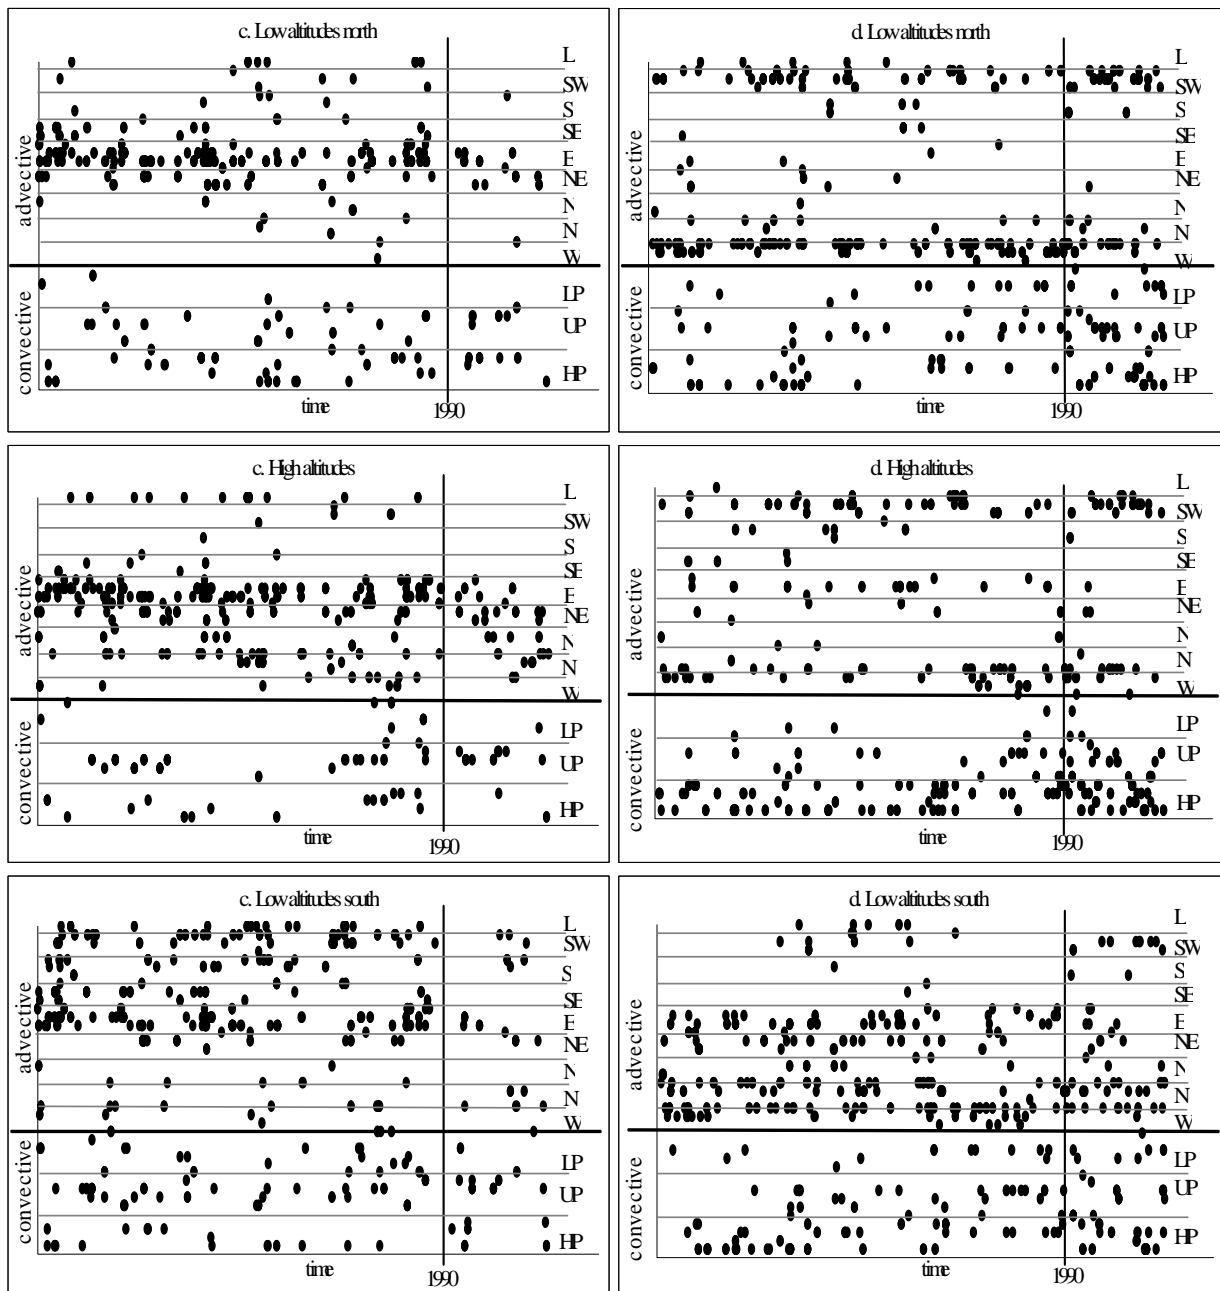 c. Low altitudes north
L
SW
S
SE
E
NE
N
N
W
LP
UP
HP
advective
convective
time
1990
d. Low altitudes north
L
SW
S
SE
E
NE
N
N
W
LP
UP
HP
advective
convective
time
1990
c. High altitudes
L
SW
S
SE
E
NE
N
N
W
LP
UP
HP
advective
convective
time
1990
d. High altitudes
L
SW
S
SE
E
NE
N
N
W
LP
UP
HP
advective
convective
time
1990
c. Low altitudes south
L
SW
S
SE
E
NE
N
N
W
LP
UP
HP
advective
convective
time
1990
d. Low altitudes south
L
SW
S
SE
E
NE
N
N
W
LP
UP
HP
advective
convective
time
1990